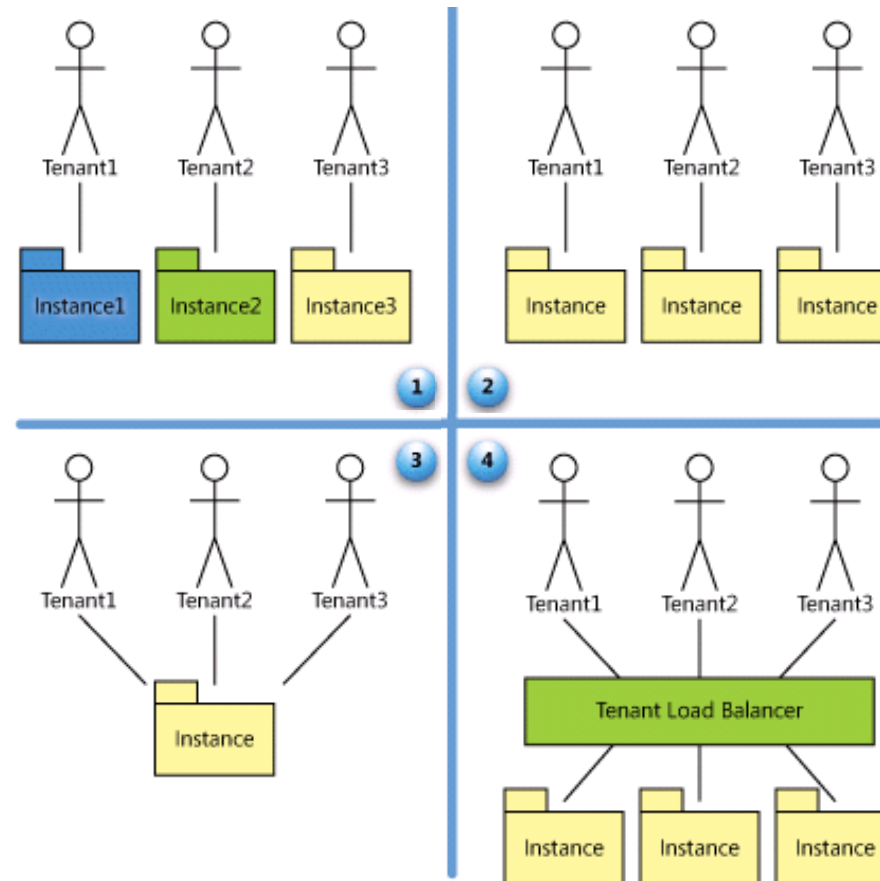 Tenant1 Tenant2 Tenant3
Instance1 Instance2 Instance3
1
Tenant1 Tenant2 Tenant3
Instance Instance Instance
2
3
Tenant1 Tenant2 Tenant3
Instance
4
Tenant1 Tenant2 Tenant3
Tenant Load Balancer
Instance Instance Instance